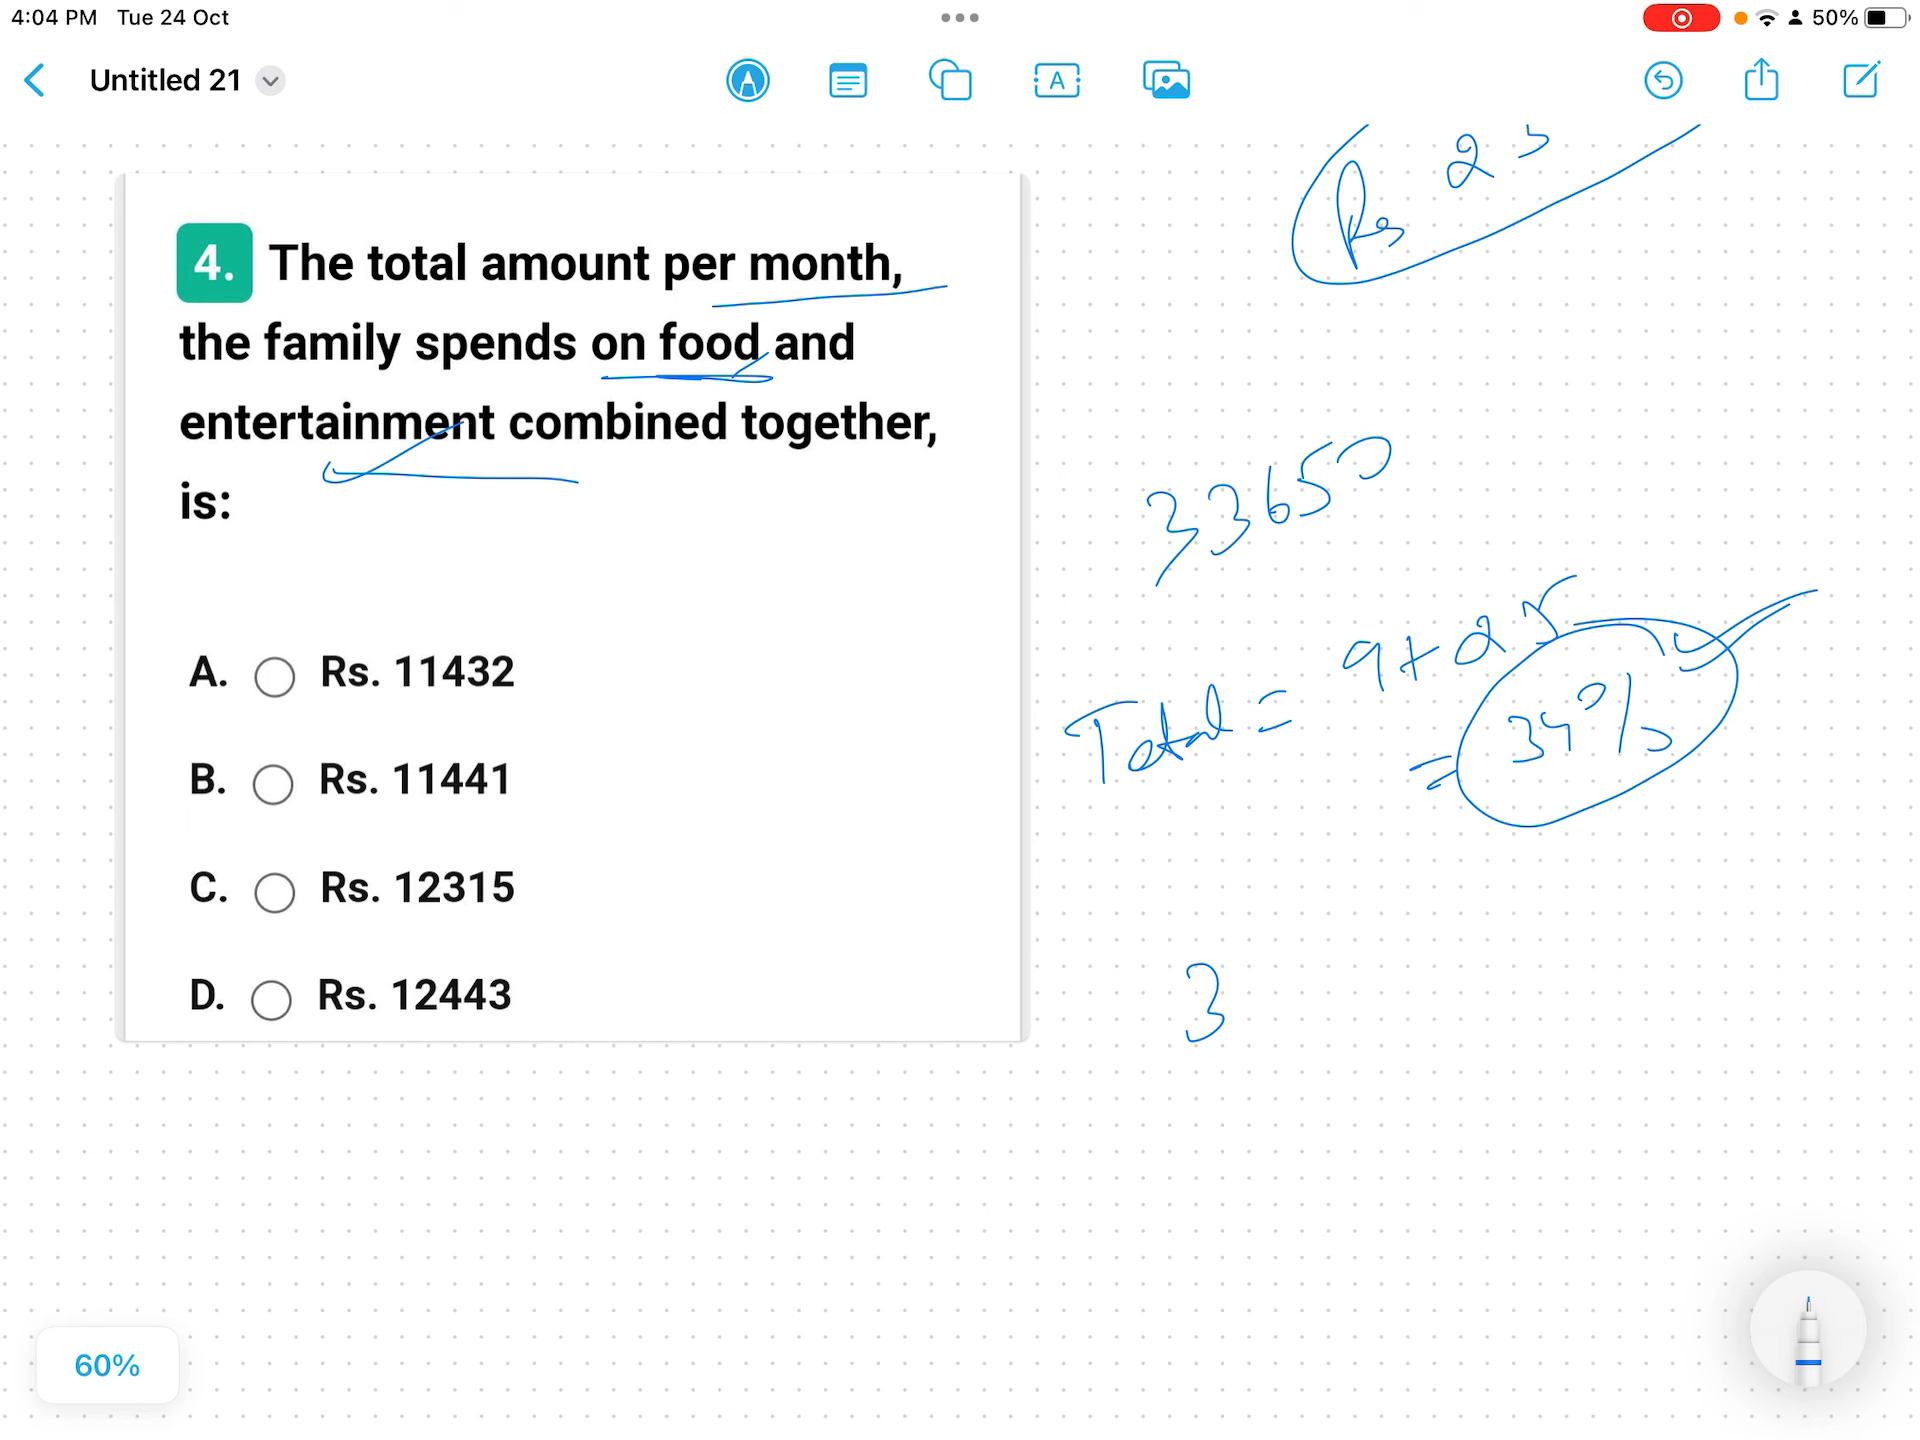 4:04 PM Tue 24 Oct
50%
Untitled 21
A
Rs 25
4. The total amount per month,
the family spends on food and
entertainment combined together,
is:
A. Rs. 11432
B. Rs. 11441
C. Rs. 12315
D. Rs. 12443
33650
Total = 9+25
= 34%
3
60%